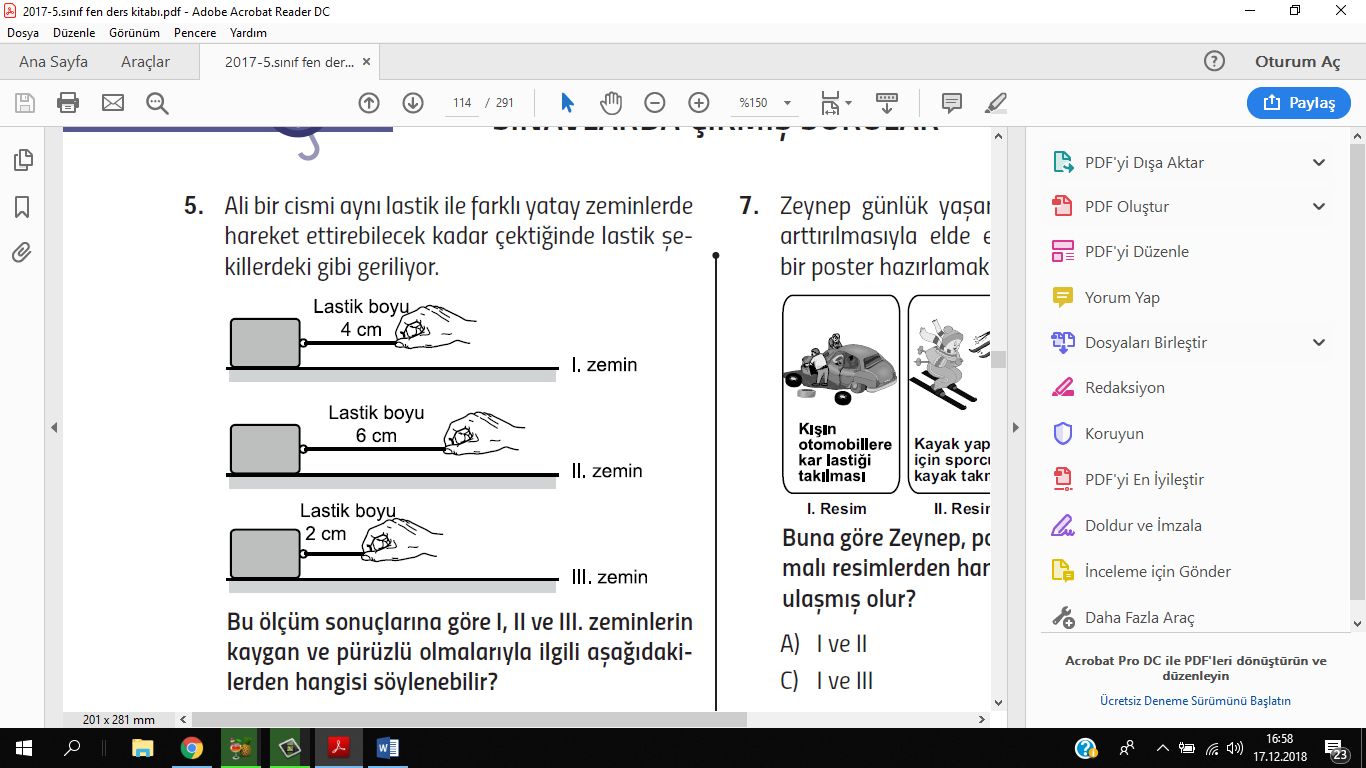 2017-5.sınıf fen ders kitabı.pdf - Adobe Acrobat Reader DC
Dosya Düzenle Görünüm Pencere Yardım
Ana Sayfa Araçlar 2017-5.sınıf fen der... × Oturum Aç
114 / 291 %150 Paylaş
SINAVLARDA ÇIKMIŞ SORULAR
5. Ali bir cismi aynı lastik ile farklı yatay zeminlerde
hareket ettirebilecek kadar çektiğinde lastik şe-
killerdeki gibi geriliyor.
Lastik boyu
4 cm
I. zemin
Lastik boyu
6 cm
II. zemin
Lastik boyu
2 cm
III. zemin
Bu ölçüm sonuçlarına göre I, II ve III. zeminlerin
kaygan ve pürüzlü olmalarıyla ilgili aşağıdaki-
lerden hangisi söylenebilir?
7. Zeynep günlük yaşar
arttırılmasıyla elde e
bir poster hazırlamak
Kışın
otomobillere
kar lastiği
takılması
I. Resim
Kayak yap
için sporcu
kayak takn
II. Resir
Buna göre Zeynep, po
malı resimlerden har
ulaşmış olur?
A) I ve II
C) I ve III
201 x 281 mm
PDF'yi Dışa Aktar
PDF Oluştur
PDF'yi Düzenle
Yorum Yap
Dosyaları Birleştir
Redaksiyon
Koruyun
PDF'yi En İyileştir
Doldur ve İmzala
İnceleme için Gönder
Daha Fazla Araç
Acrobat Pro DC ile PDF'leri dönüştürün ve
düzenleyin
Ücretsiz Deneme Sürümünü Başlatın
16:58
17.12.2018
23